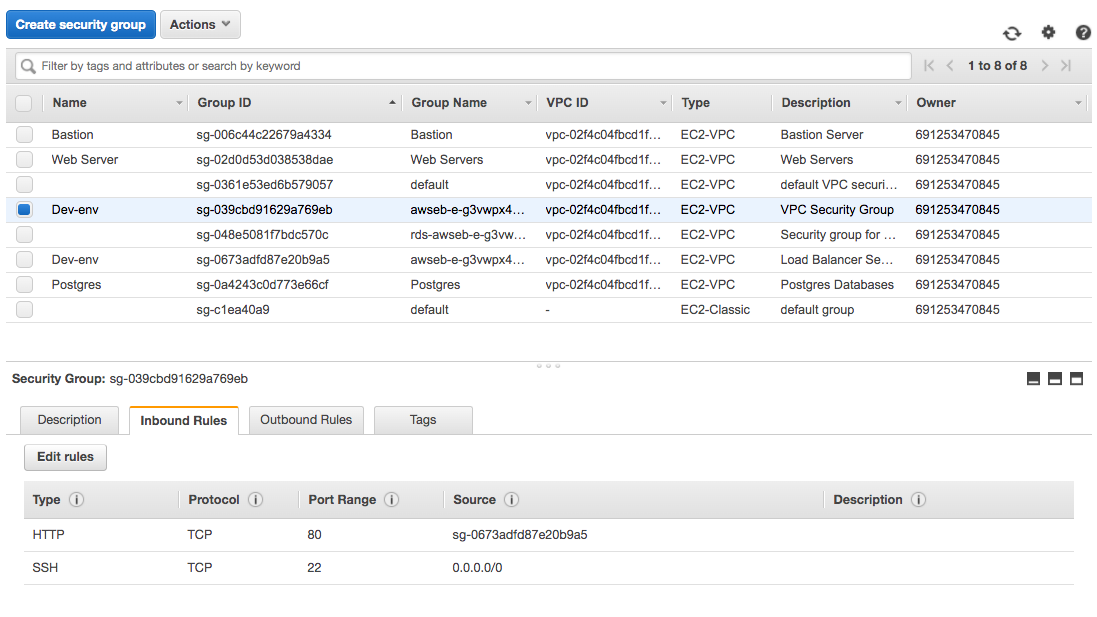 Create security group Actions
Filter by tags and attributes or search by keyword 1 to 8 of 8
Name Group ID Group Name VPC ID Type Description Owner
Bastion sg-006c44c22679a4334 Bastion vpc-02f4c04fbcd1f... EC2-VPC Bastion Server 691253470845
Web Server sg-02d0d53d038538dae Web Servers vpc-02f4c04fbcd1f... EC2-VPC Web Servers 691253470845
sg-0361e53ed6b579057 default vpc-02f4c04fbcd1f... EC2-VPC default VPC securi... 691253470845
Dev-env sg-039cbd91629a769eb awseb-e-g3vwpx4... vpc-02f4c04fbcd1f... EC2-VPC VPC Security Group 691253470845
sg-048e5081f7bdc570c rds-awseb-e-g3vw... vpc-02f4c04fbcd1f... EC2-VPC Security group for ... 691253470845
Dev-env sg-0673adfd87e20b9a5 awseb-e-g3vwpx4... vpc-02f4c04fbcd1f... EC2-VPC Load Balancer Se... 691253470845
Postgres sg-0a4243c0d773e66cf Postgres vpc-02f4c04fbcd1f... EC2-VPC Postgres Databases 691253470845
sg-c1ea40a9 default - EC2-Classic default group 691253470845
Security Group: sg-039cbd91629a769eb
Description Inbound Rules Outbound Rules Tags
Edit rules
Type Protocol Port Range Source Description
HTTP TCP 80 sg-0673adfd87e20b9a5
SSH TCP 22 0.0.0.0/0